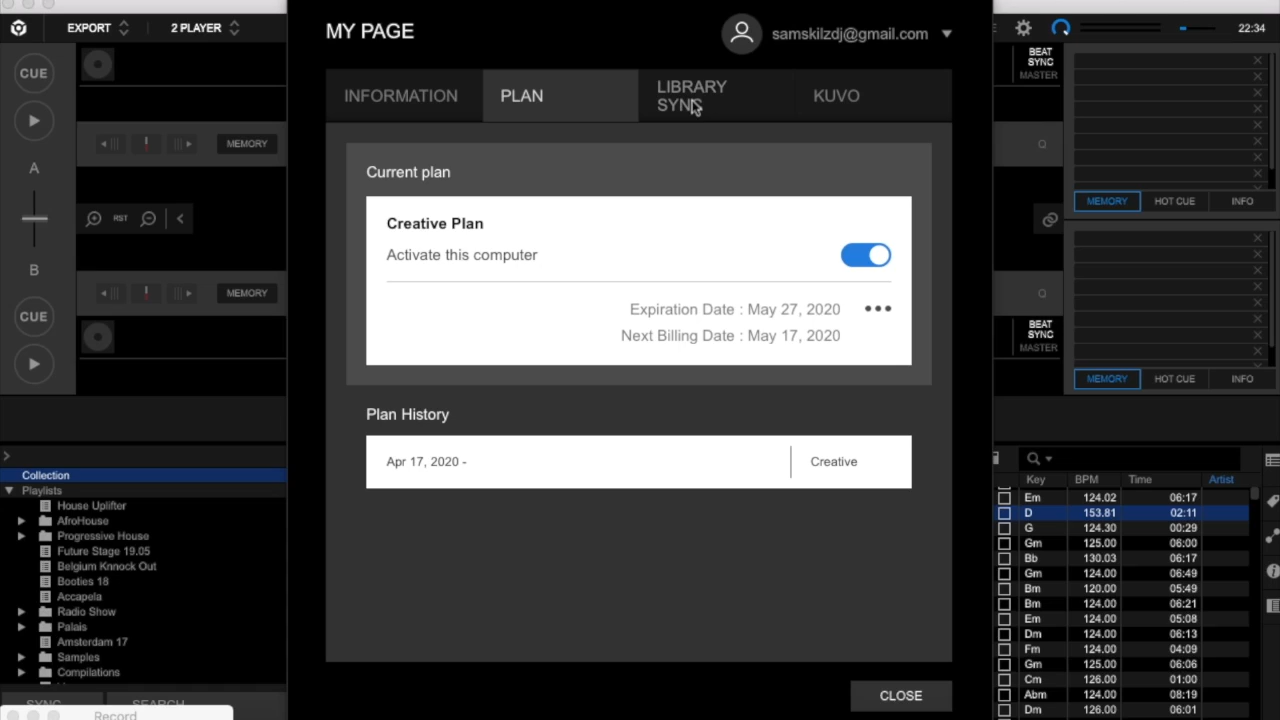 EXPORT
2 PLAYER
MY PAGE
samskilzdj@gmail.com
22:34
CUE
INFORMATION
PLAN
LIBRARY
SYNC
KUVO
BEAT
SYNC
MASTER
MEMORY
Q
Current plan
A
Creative Plan
Activate this computer
MEMORY
HOT CUE
INFO
RST
B
Expiration Date : May 27, 2020
Next Billing Date : May 17, 2020
MEMORY
Q
CUE
BEAT
SYNC
MASTER
MEMORY
HOT CUE
INFO
Plan History
Apr 17, 2020 -
Creative
Collection
Playlists
House Uplifter
AfroHouse
Progressive House
Future Stage 19.05
Belgium Knnock Out
Booties 18
Accapela
Radio Show
Palais
Amsterdam 17
Samples
Compilations
Key BPM Time Artist
Em 124.02 06:17
D 153.81 02:11
G 124.30 00:29
Gm 125.00 06:00
Bb 130.03 06:17
Gm 124.00 06:49
Bm 120.00 05:49
Bm 124.00 06:21
Em 124.00 05:08
Dm 124.00 06:13
Fm 124.00 04:09
Gm 125.00 06:06
Cm 126.00 01:00
Abm 124.00 08:19
Dm 126.00 06:01
CLOSE
SYNC
SEARCH
Record